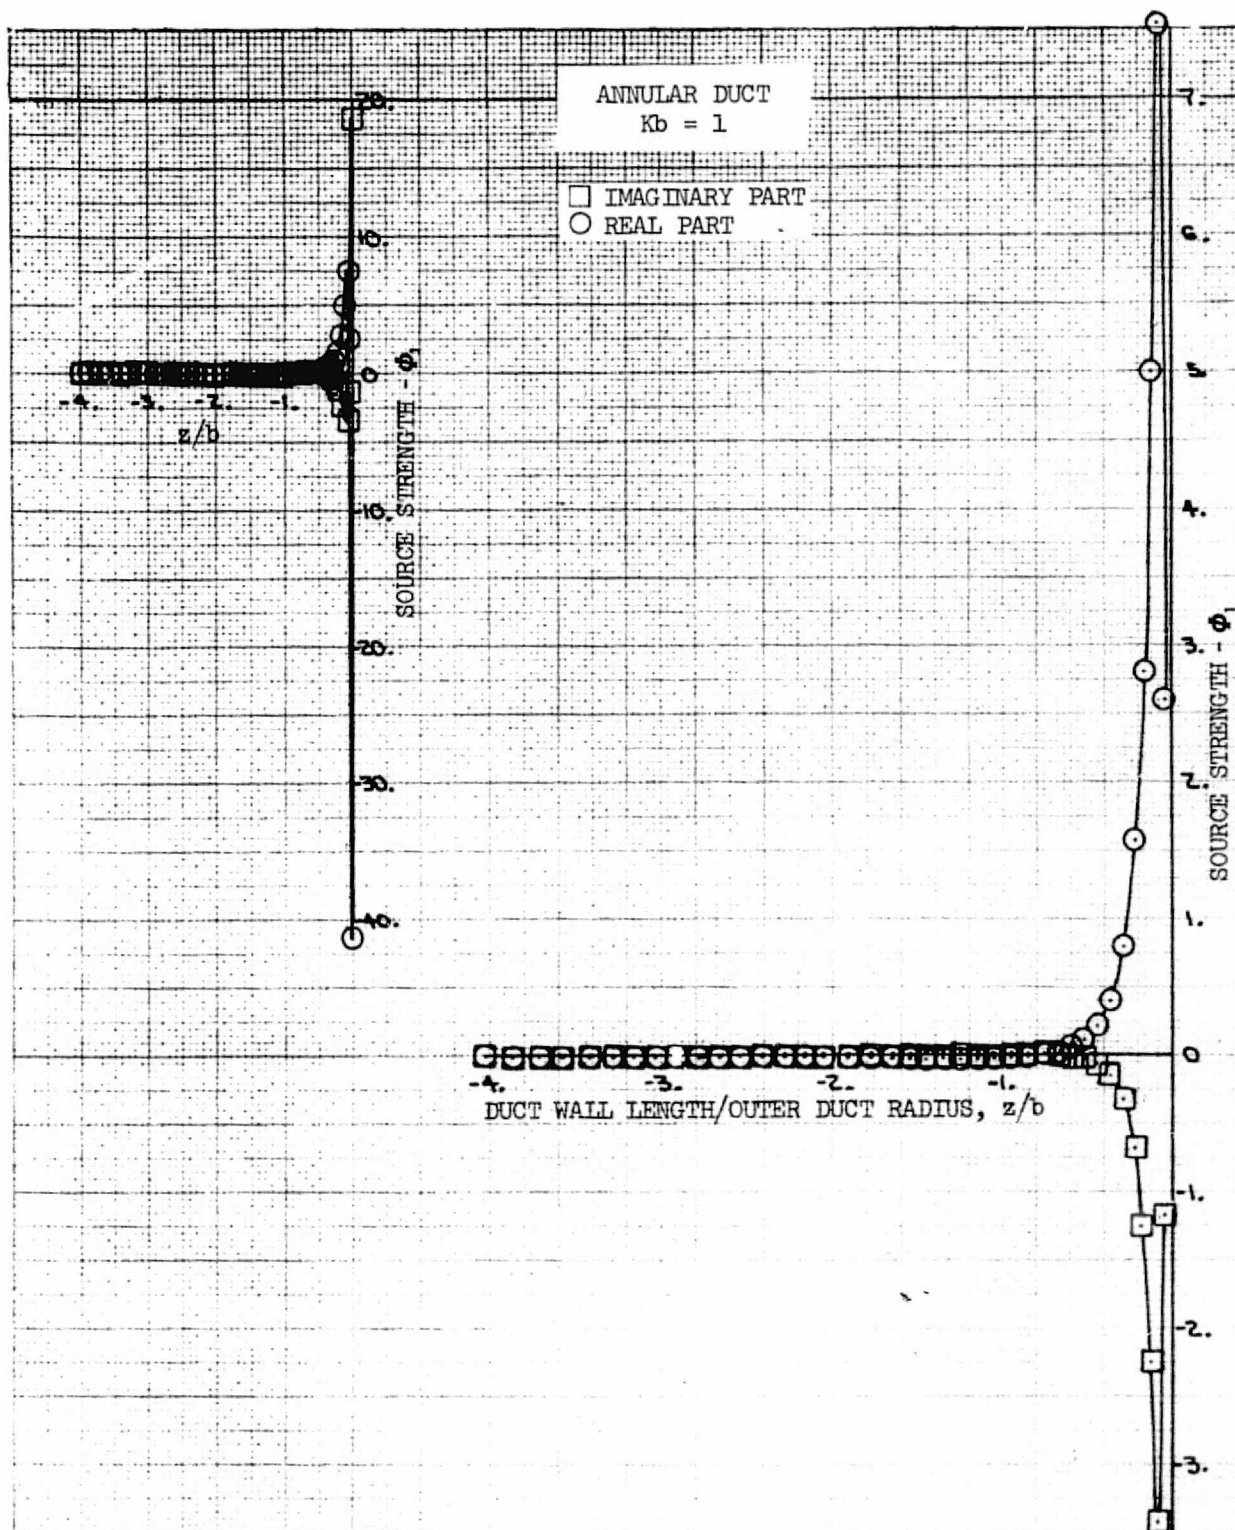 ANNULAR DUCT
Kb = 1
□ IMAGINARY PART
○ REAL PART
20.
10.
0
-4. -3. -2. -1.
z/b
-10.
-20.
-30.
-40.
SOURCE STRENGTH - Φ₁
7.
6.
5.
4.
3.
2.
1.
0
-1.
-2.
-3.
SOURCE STRENGTH - Φ₁
-4. -3. -2. -1.
DUCT WALL LENGTH/OUTER DUCT RADIUS, z/b